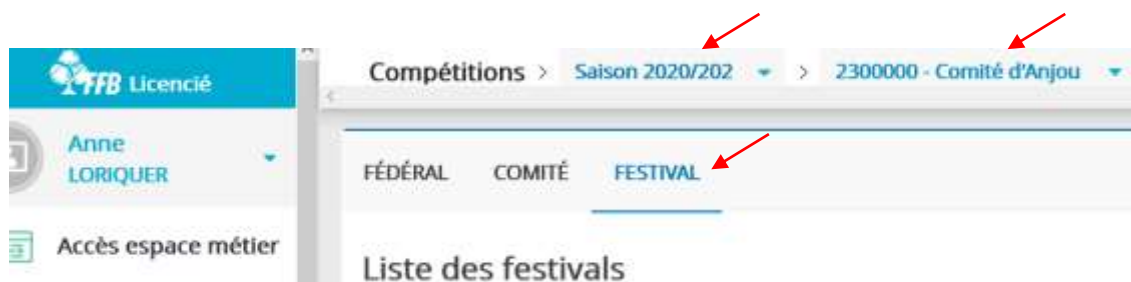 FFB Licencié
Compétitions > Saison 2020/202 > 2300000 - Comité d'Anjou
Anne
LORIQUER
FÉDÉRAL COMITÉ FESTIVAL
Accès espace métier
Liste des festivals